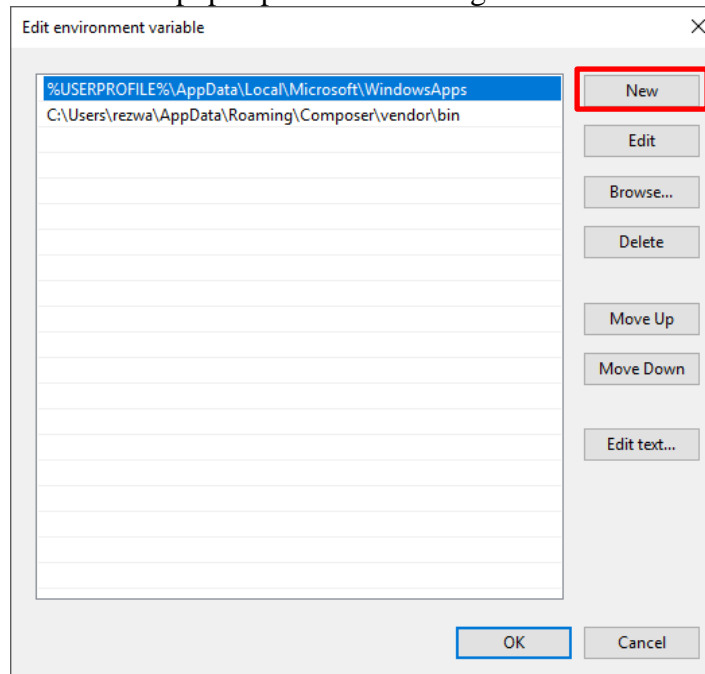 Edit environment variable
%USERPROFILE%\AppData\Local\Microsoft\WindowsApps
C:\Users\rezwa\AppData\Roaming\Composer\vendor\bin
New
Edit
Browse...
Delete
Move Up
Move Down
Edit text...
OK
Cancel